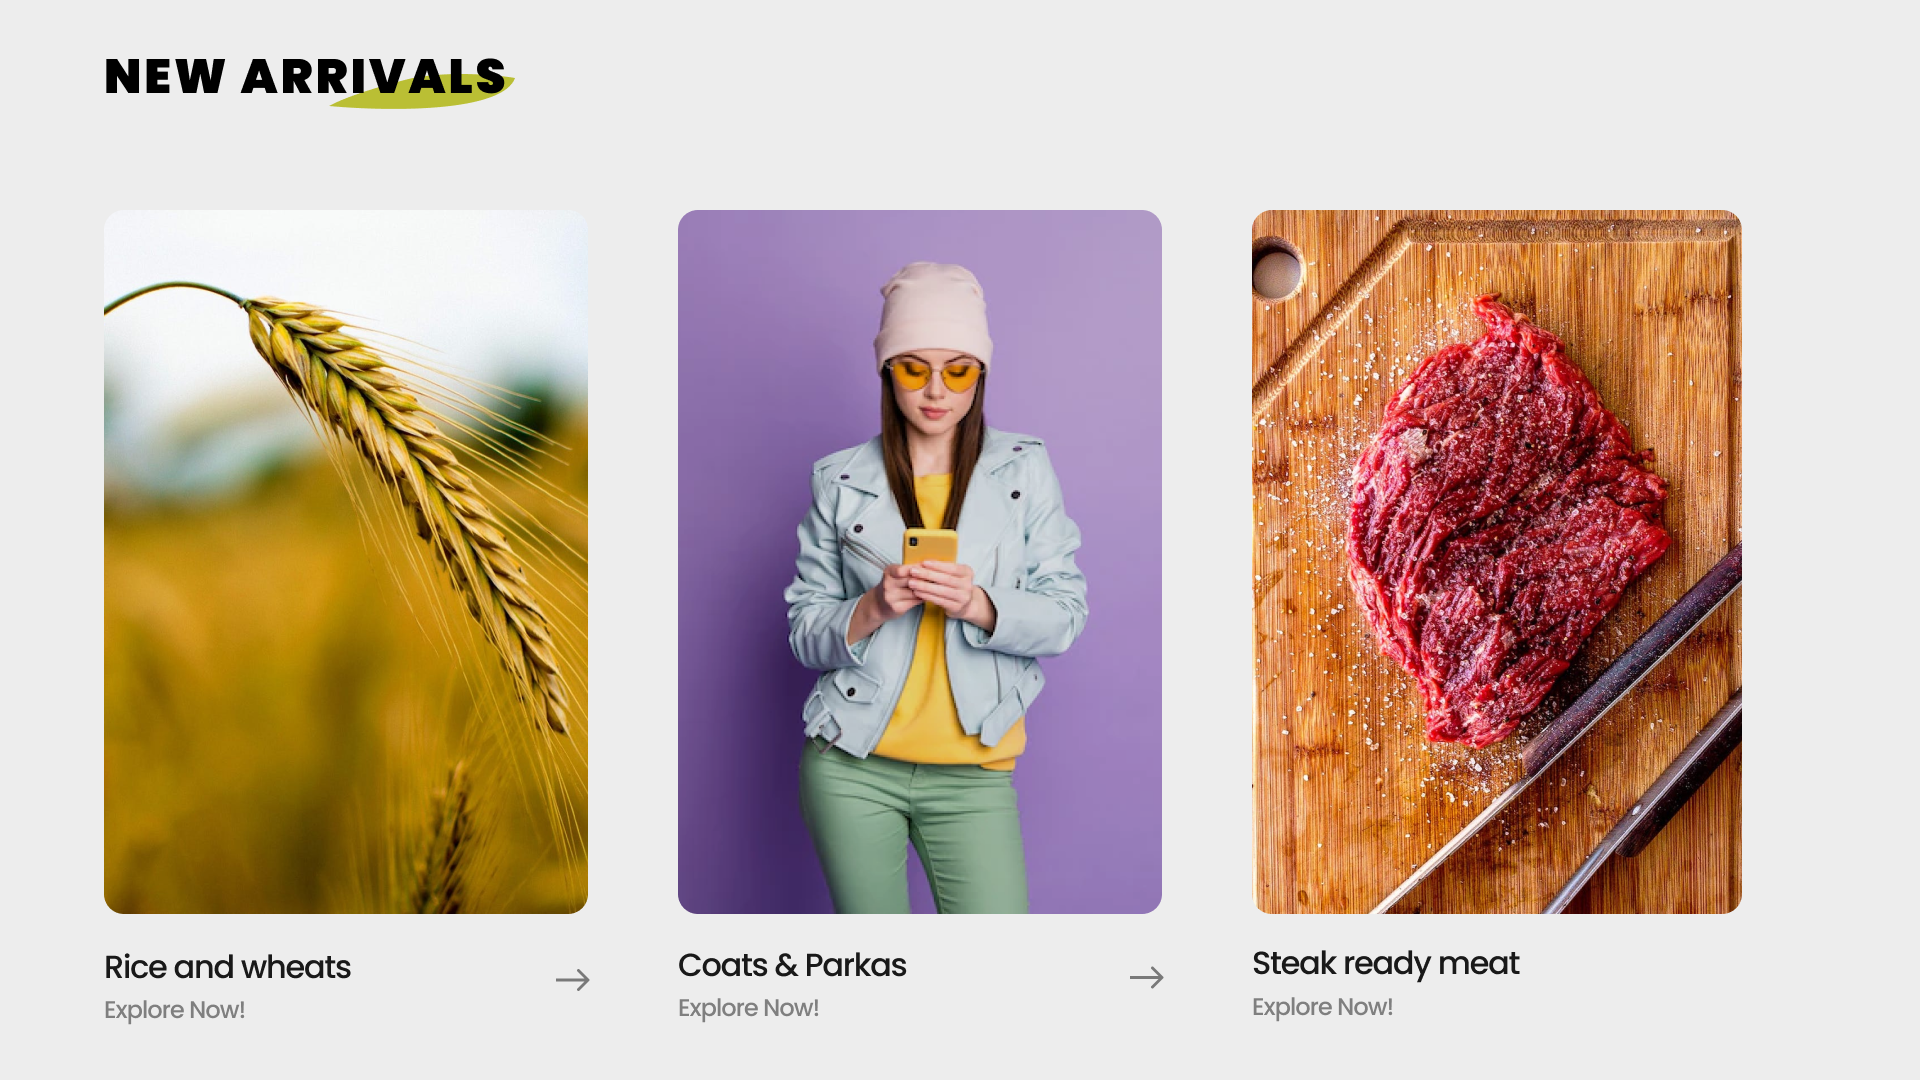 NEW ARRIVALS
Rice and wheats
Explore Now!
Coats & Parkas
Explore Now!
Steak ready meat
Explore Now!